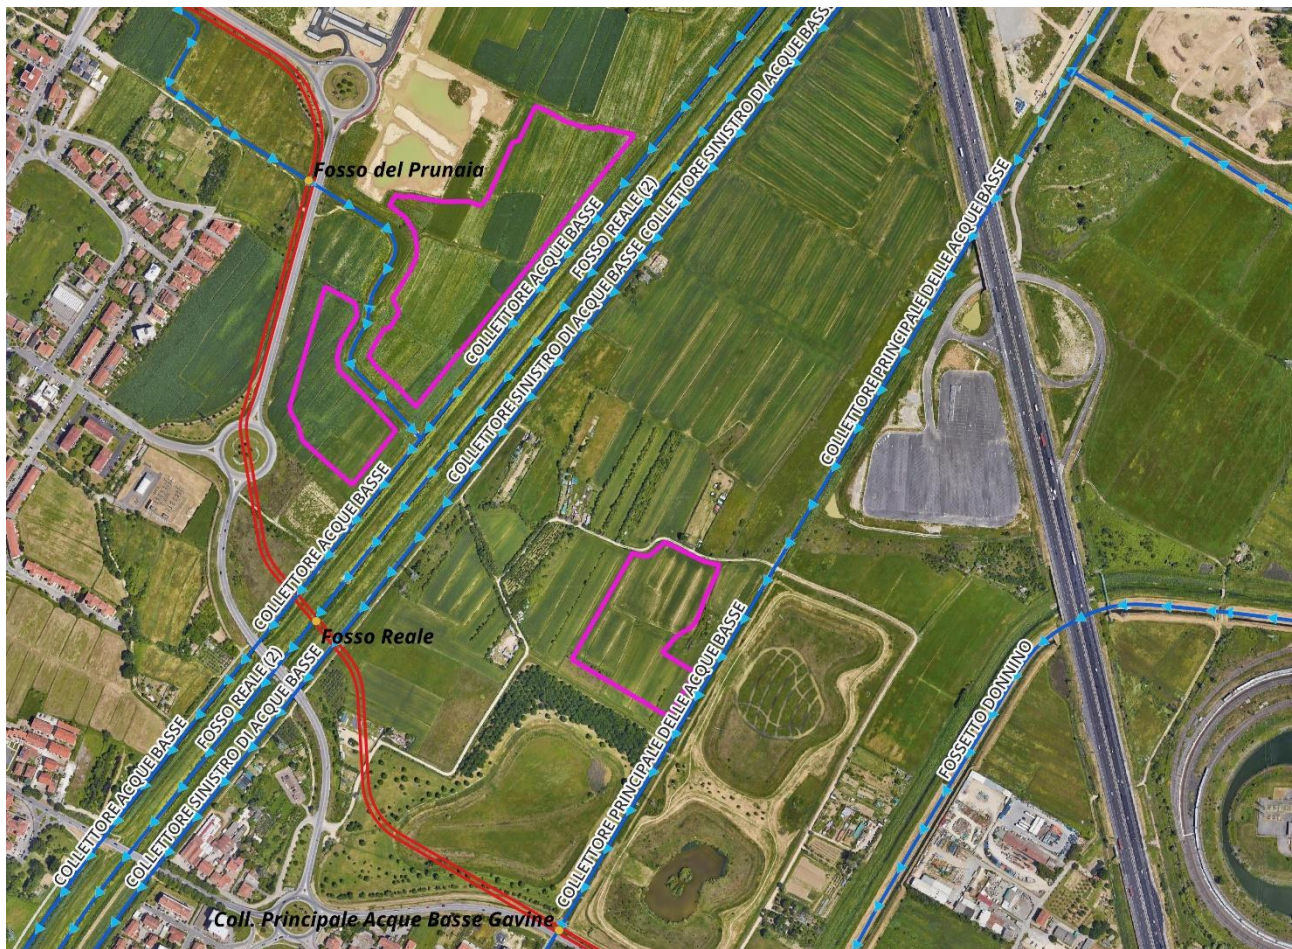 COLLETTORE SINISTRO DI ACQUE BASSE
Fosso del Prunaia
COLLETTORE ACQUE BASSE
FOSSO REALE (2)
COLLETTORE SINISTRO DI ACQUE BASSE
COLLETTORE PRINCIPALE DELLE ACQUE BASSE
COLLETTORE ACQUE BASSE
Fosso Reale
COLLETTORE PRINCIPALE DELLE ACQUE BASSE
FOSSETTO DONNINO
COLLETTORE ACQUE BASSE
FOSSO REALE (2)
COLLETTORE SINISTRO DI ACQUE BASSE
Coll. Principale Acque Basse Gavine